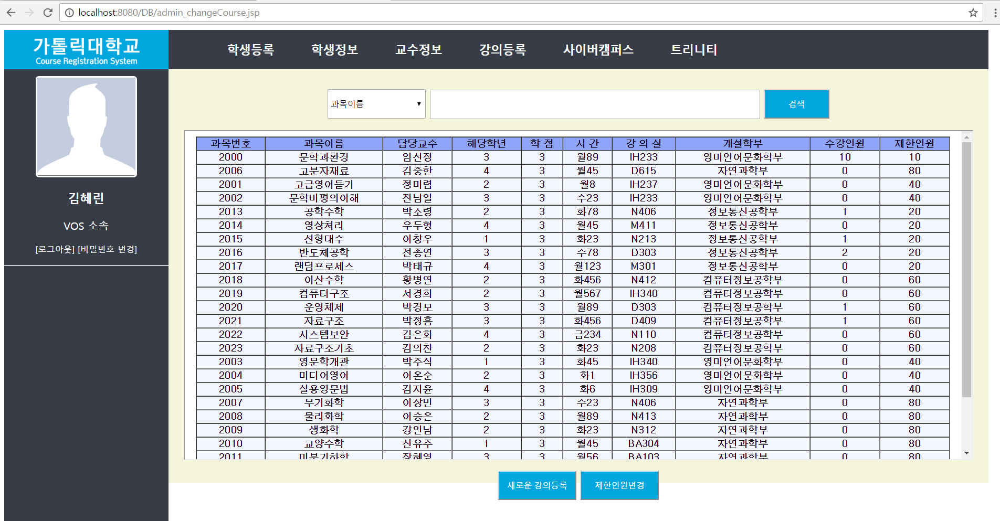 localhost:8080/DB/admin_changeCourse.jsp
가톨릭대학교
Course Registration System
학생등록 학생정보 교수정보 강의등록 사이버캠퍼스 트리니티
김혜린
VOS 소속
[로그아웃] [비밀번호 변경]
과목이름 검색
과목번호 과목이름 담당교수 해당학년 학 점 시 간 강 의 실 개설학부 수강인원 제한인원
2000 문학과환경 임선정 3 3 월89 IH233 영미언어문화학부 10 10
2006 고분자재료 김중한 4 3 월45 D615 자연과학부 0 80
2001 고급영어듣기 정미렴 2 3 월8 IH237 영미언어문화학부 0 40
2002 문학비평의이해 전남일 3 3 수23 IH233 영미언어문화학부 0 40
2013 공학수학 박소령 2 3 화78 N406 정보통신공학부 1 20
2014 영상처리 우두형 4 3 월45 M411 정보통신공학부 0 20
2015 선형대수 이창우 1 3 화23 N213 정보통신공학부 1 20
2016 반도체공학 전종연 3 3 수78 D303 정보통신공학부 2 20
2017 랜덤프로세스 박태규 4 3 월123 M301 정보통신공학부 0 20
2018 이산수학 황병연 2 3 화456 N412 컴퓨터정보공학부 0 60
2019 컴퓨터구조 서경희 2 3 월567 IH340 컴퓨터정보공학부 0 60
2020 운영체제 박경모 3 3 월89 D303 컴퓨터정보공학부 1 60
2021 자료구조 박정흠 3 3 화456 D409 컴퓨터정보공학부 1 60
2022 시스템보안 김은화 4 3 금234 N110 컴퓨터정보공학부 0 60
2023 자료구조기초 김의찬 2 3 화23 N208 컴퓨터정보공학부 0 60
2003 영문학개관 박주식 1 3 화45 IH340 영미언어문화학부 0 40
2004 미디어영어 이온순 2 3 화1 IH356 영미언어문화학부 0 40
2005 실용영문법 김지윤 4 3 화6 IH309 영미언어문화학부 0 40
2007 무기화학 이상민 3 3 수23 N406 자연과학부 0 80
2008 물리화학 이승은 2 3 월89 N413 자연과학부 0 80
2009 생화학 강인남 2 3 화23 N312 자연과학부 0 80
2010 교양수학 신유주 1 3 월45 BA304 자연과학부 0 80
2011 미분기하학 장혜영 3 3 월56 BA103 자연과학부 0 80
새로운 강의등록 제한인원변경